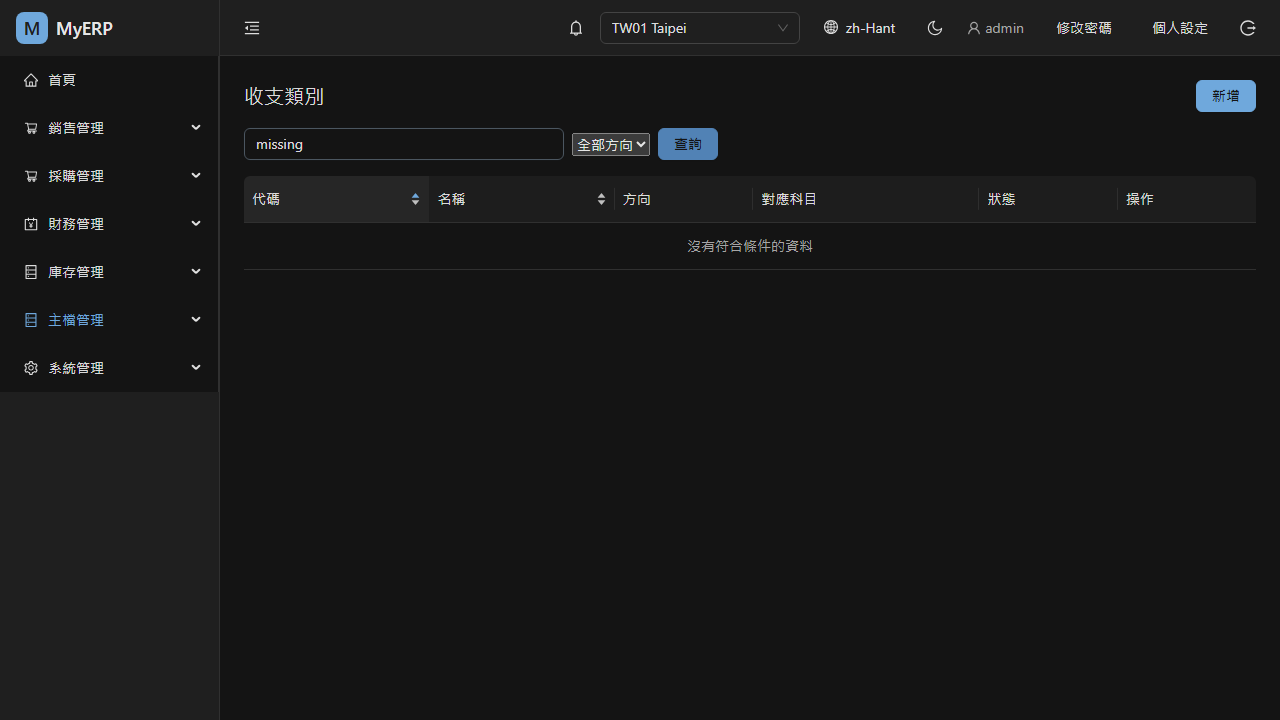 M MyERP
TW01 Taipei
zh-Hant
admin
修改密碼
個人設定
首頁
銷售管理
採購管理
財務管理
庫存管理
主檔管理
系統管理
收支類別
新增
missing
全部方向
查詢
代碼 名稱 方向 對應科目 狀態 操作
沒有符合條件的資料